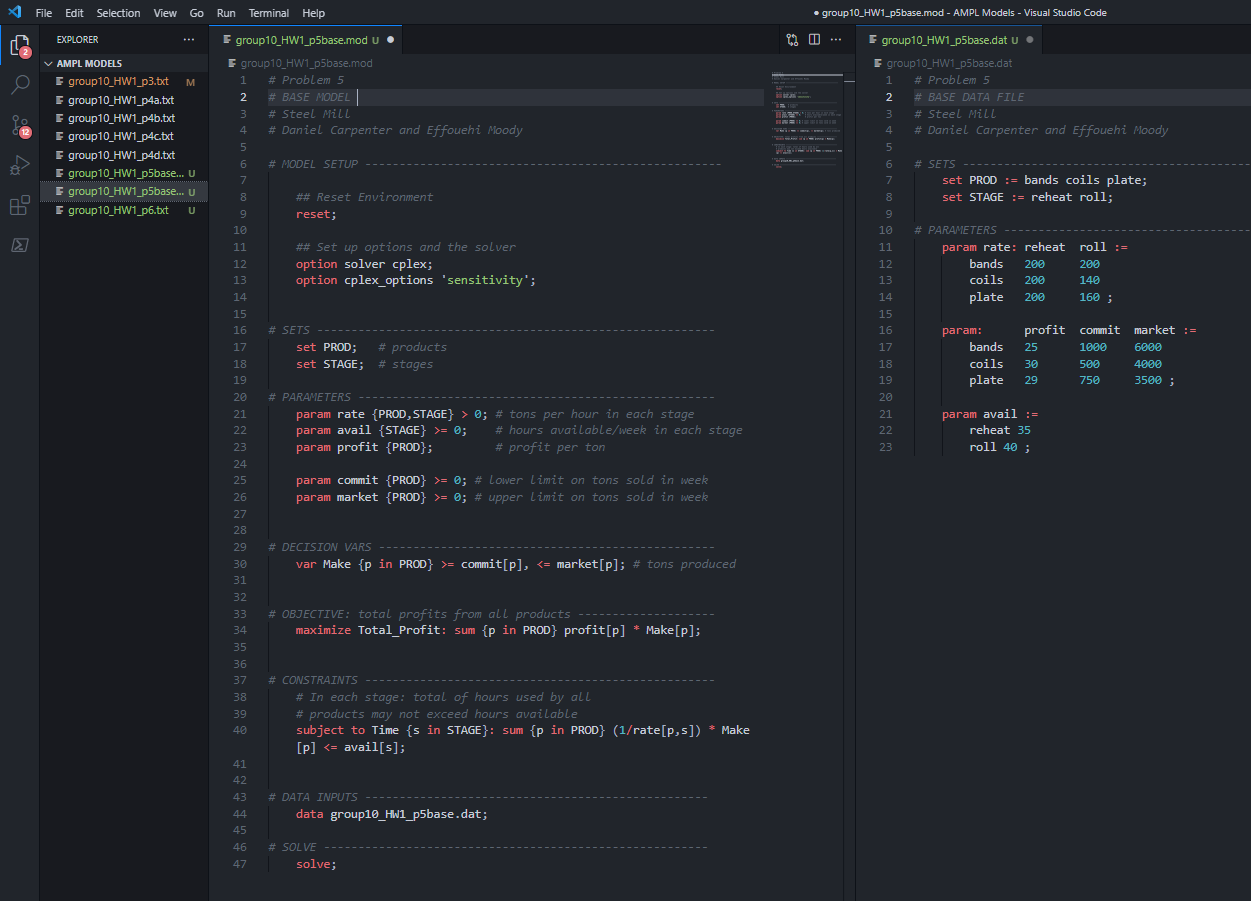 File Edit Selection View Go Run Terminal Help
● group10_HW1_p5base.mod - AMPL Models - Visual Studio Code
EXPLORER ···
AMPL MODELS
group10_HW1_p3.txt M
group10_HW1_p4a.txt
group10_HW1_p4b.txt
group10_HW1_p4c.txt
group10_HW1_p4d.txt
group10_HW1_p5base... U
group10_HW1_p5base... U
group10_HW1_p6.txt U
2
12
group10_HW1_p5base.mod U ●
group10_HW1_p5base.mod
1 # Problem 5
2 # BASE MODEL
3 # Steel Mill
4 # Daniel Carpenter and Effouehi Moody
5
6 # MODEL SETUP ----------------------------------------------------
7
8 ## Reset Environment
9 reset;
10
11 ## Set up options and the solver
12 option solver cplex;
13 option cplex_options 'sensitivity';
14
15
16 # SETS ----------------------------------------------------------
17 set PROD; # products
18 set STAGE; # stages
19
20 # PARAMETERS ----------------------------------------------------
21 param rate {PROD,STAGE} > 0; # tons per hour in each stage
22 param avail {STAGE} >= 0; # hours available/week in each stage
23 param profit {PROD}; # profit per ton
24
25 param commit {PROD} >= 0; # lower limit on tons sold in week
26 param market {PROD} >= 0; # upper limit on tons sold in week
27
28
29 # DECISION VARS -------------------------------------------------
30 var Make {p in PROD} >= commit[p], <= market[p]; # tons produced
31
32
33 # OBJECTIVE: total profits from all products --------------------
34 maximize Total_Profit: sum {p in PROD} profit[p] * Make[p];
35
36
37 # CONSTRAINTS ---------------------------------------------------
38 # In each stage: total of hours used by all
39 # products may not exceed hours available
40 subject to Time {s in STAGE}: sum {p in PROD} (1/rate[p,s]) * Make
[p] <= avail[s];
41
42
43 # DATA INPUTS --------------------------------------------------
44 data group10_HW1_p5base.dat;
45
46 # SOLVE --------------------------------------------------------
47 solve;
group10_HW1_p5base.dat U ●
group10_HW1_p5base.dat
1 # Problem 5
2 # BASE DATA FILE
3 # Steel Mill
4 # Daniel Carpenter and Effouehi Moody
5
6 # SETS ------------------------------------------
7 set PROD := bands coils plate;
8 set STAGE := reheat roll;
9
10 # PARAMETERS ------------------------------------
11 param rate: reheat roll :=
12 bands 200 200
13 coils 200 140
14 plate 200 160 ;
15
16 param: profit commit market :=
17 bands 25 1000 6000
18 coils 30 500 4000
19 plate 29 750 3500 ;
20
21 param avail :=
22 reheat 35
23 roll 40 ;